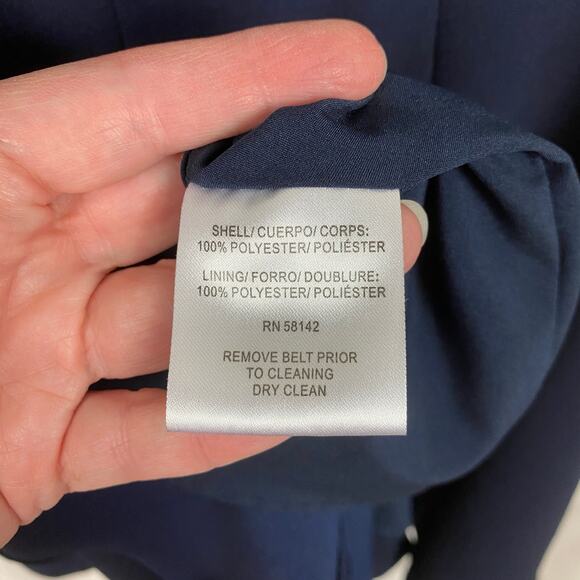 SHELL/ CUERPO/ CORPS:
100% POLYESTER/ POLIÉSTER
LINING/ FORRO/ DOUBLURE:
100% POLYESTER/ POLIÉSTER
RN 58142
REMOVE BELT PRIOR
TO CLEANING
DRY CLEAN